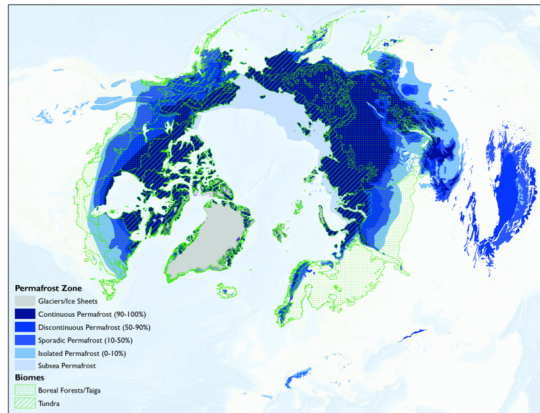 Permafrost Zone
Glaciers/Ice Sheets
Continuous Permafrost (90-100%)
Discontinuous Permafrost (50-90%)
Sporadic Permafrost (10-50%)
Isolated Permafrost (0-10%)
Subsea Permafrost
Biomes
Boreal Forests/Taiga
Tundra